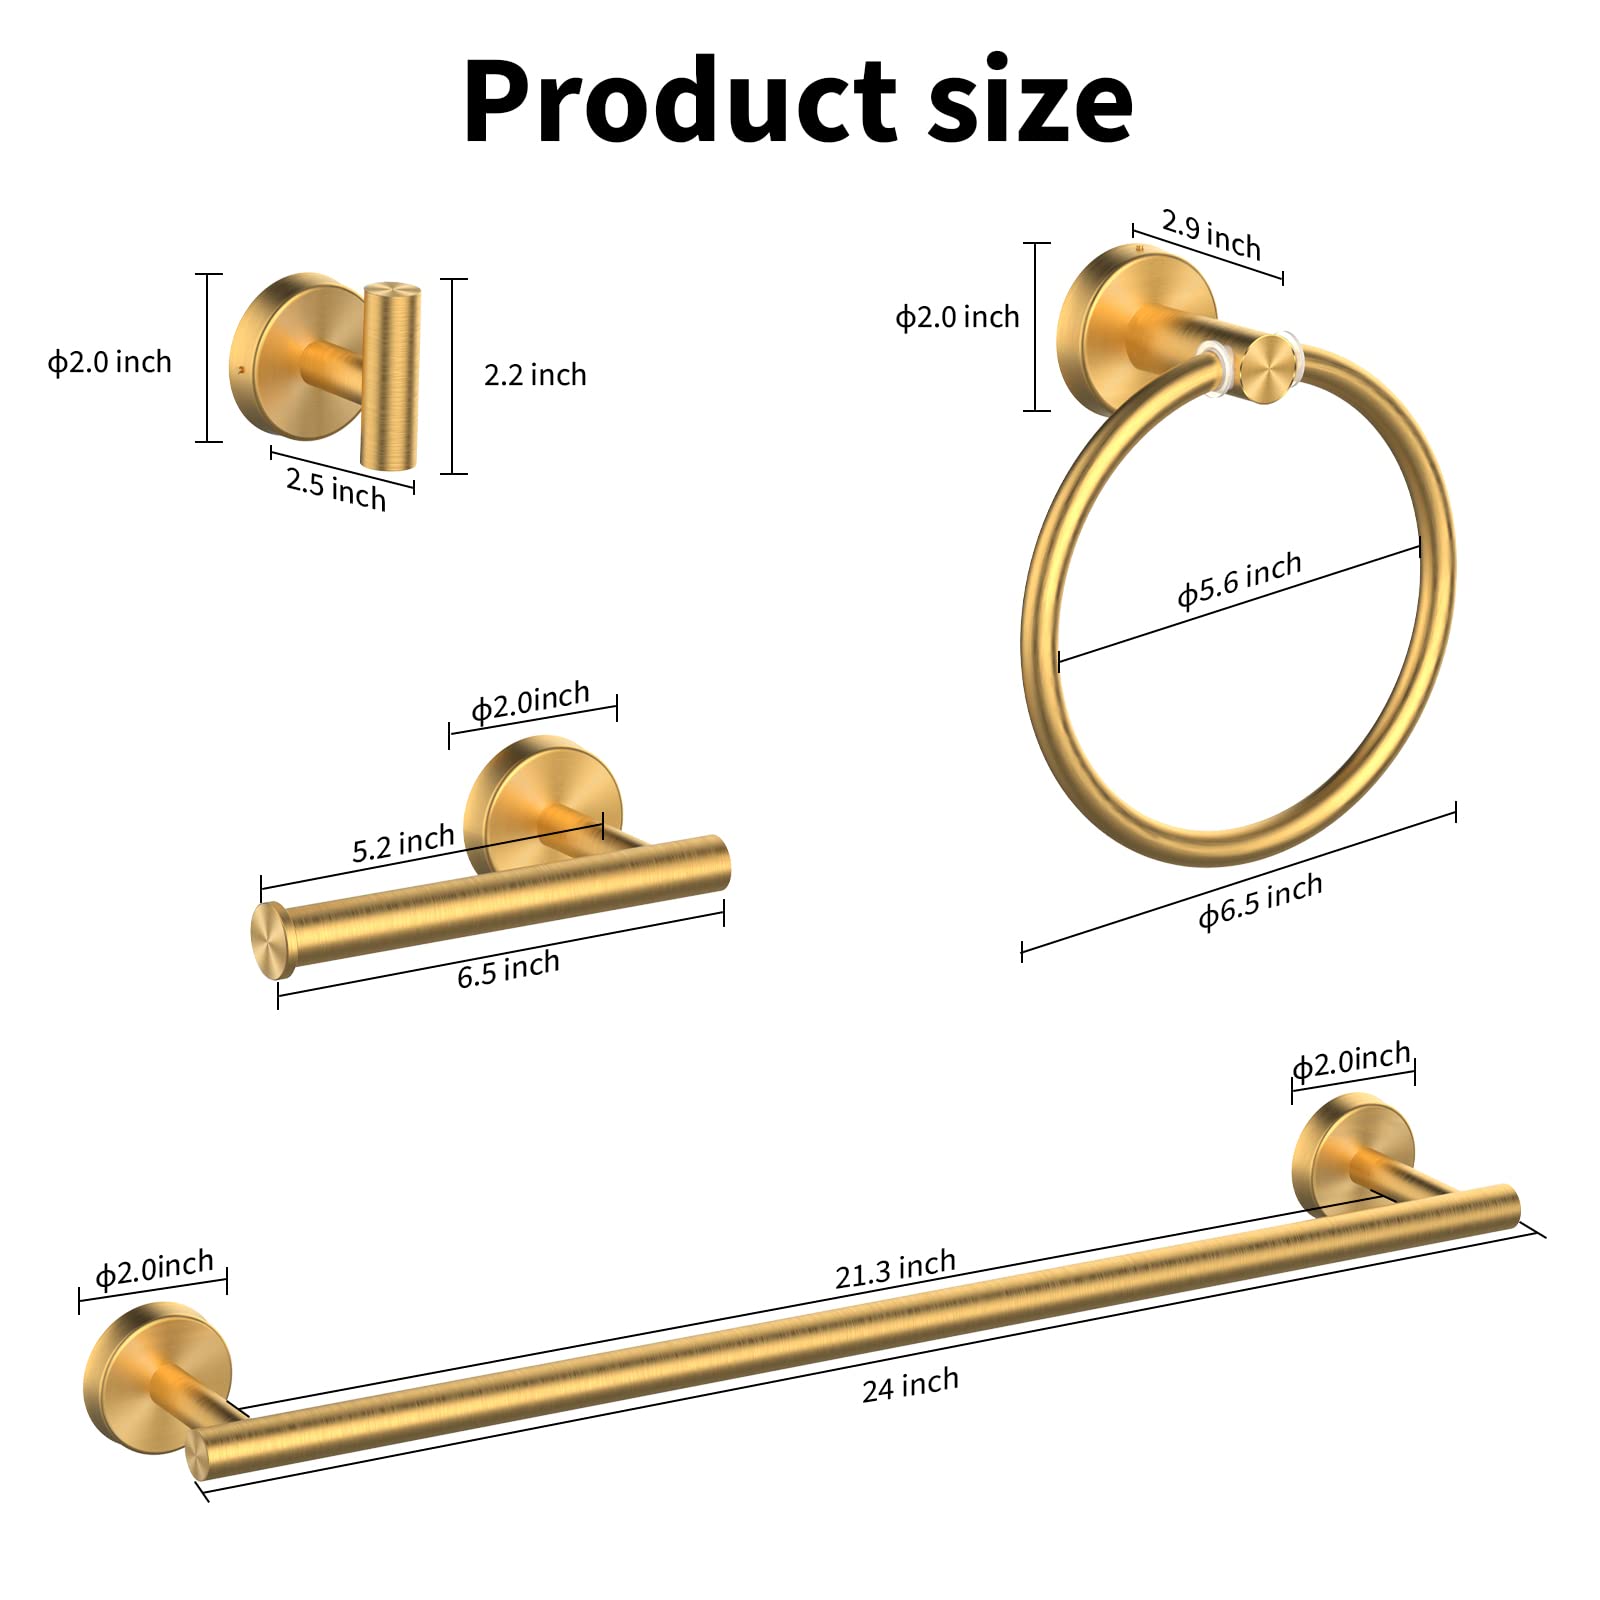 Product size
2.9 inch
ϕ2.0 inch
ϕ2.0 inch
2.2 inch
2.5 inch
ϕ5.6 inch
ϕ6.5 inch
ϕ2.0inch
5.2 inch
6.5 inch
ϕ2.0inch
ϕ2.0inch
21.3 inch
24 inch